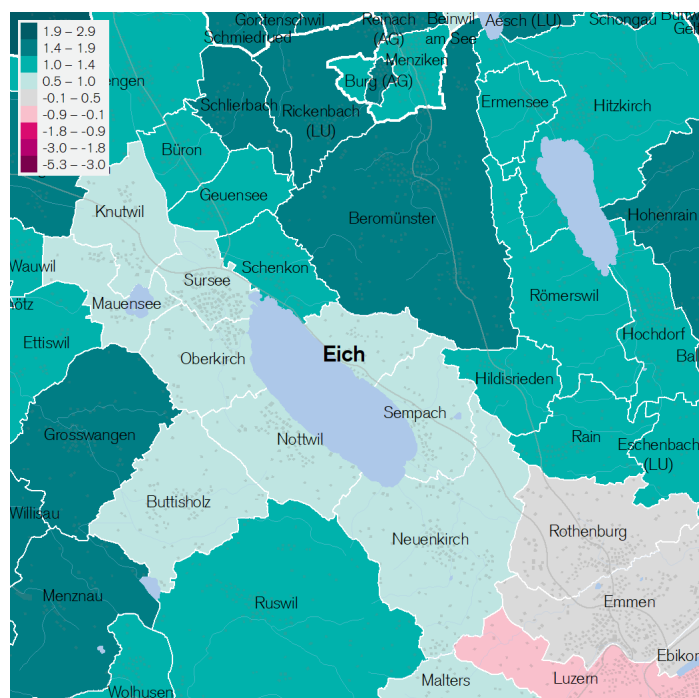 1.9 – 2.9
1.4 – 1.9
1.0 – 1.4
0.5 – 1.0
-0.1 – 0.5
-0.9 – -0.1
-1.8 – -0.9
-3.0 – -1.8
-5.3 – -3.0
Gontenschwil
Reinach
(AG)
Beinwil
am See
Aesch (LU)
Schongau
Schmiedrued
Menziken
Burg (AG)
Schlierbach
Rickenbach
(LU)
Ermensee
Hitzkirch
Büron
Geuensee
Knutwil
Beromünster
Hohenrain
Schenkon
Wauwil
Sursee
Mauensee
Römerswil
Ettiswil
Oberkirch
Eich
Hochdorf
Hildisrieden
Sempach
Grosswangen
Nottwil
Rain
Eschenbach
(LU)
Buttisholz
Willisau
Neuenkirch
Rothenburg
Menznau
Ruswil
Emmen
Ebikon
Malters
Luzern
Wolhusen